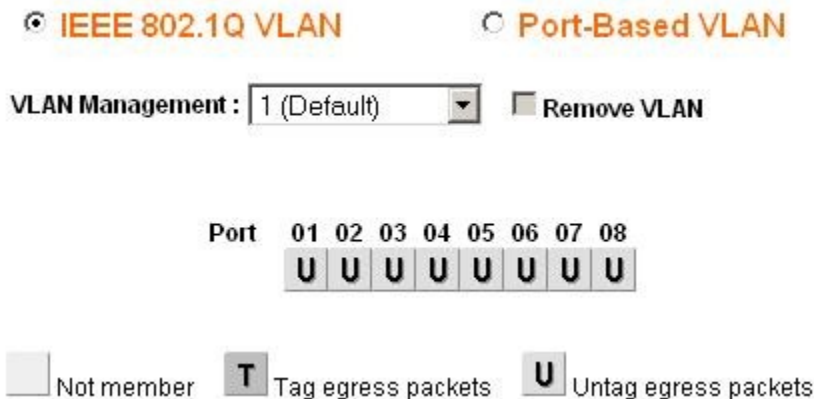 IEEE 802.1Q VLAN Port-Based VLAN
VLAN Management : 1 (Default) Remove VLAN
Port 01 02 03 04 05 06 07 08
U U U U U U U U
Not member T Tag egress packets U Untag egress packets